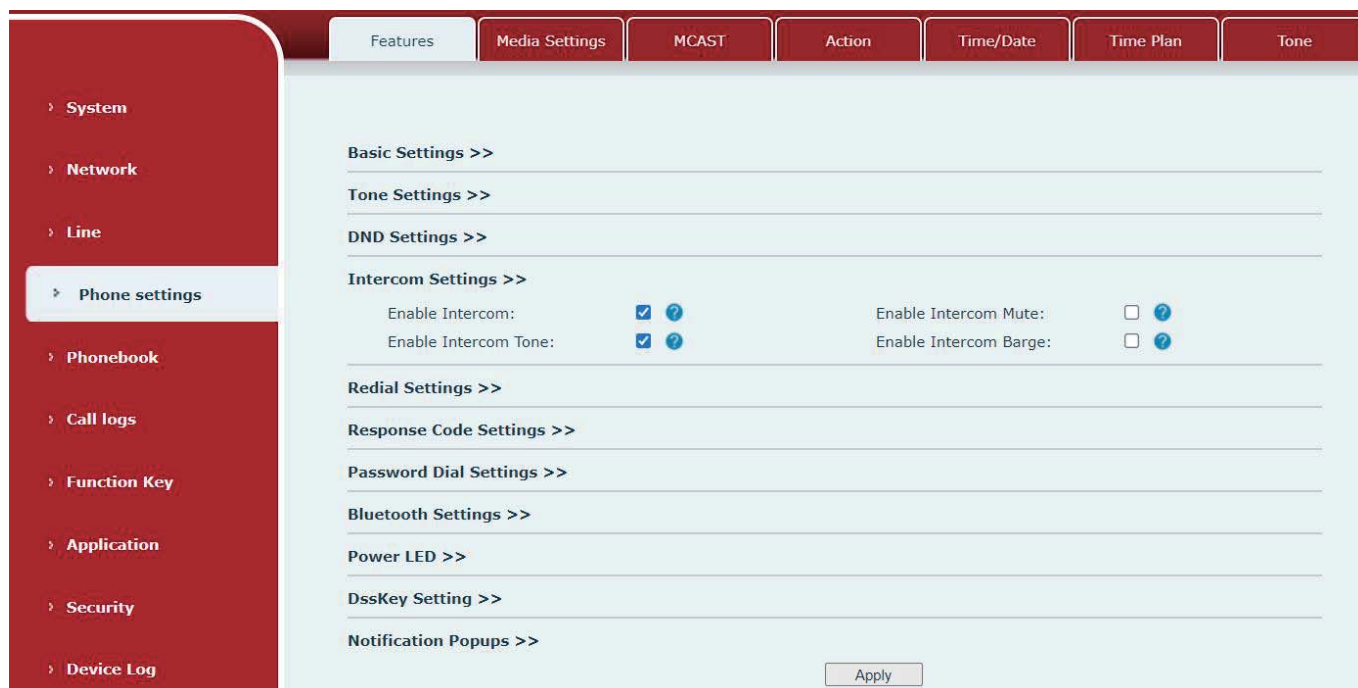 Features Media Settings MCAST Action Time/Date Time Plan Tone
System
Network
Line
Phone settings
Phonebook
Call logs
Function Key
Application
Security
Device Log
Basic Settings >>
Tone Settings >>
DND Settings >>
Intercom Settings >>
Enable Intercom: ? Enable Intercom Mute: ?
Enable Intercom Tone: ? Enable Intercom Barge: ?
Redial Settings >>
Response Code Settings >>
Password Dial Settings >>
Bluetooth Settings >>
Power LED >>
DssKey Setting >>
Notification Popups >>
Apply